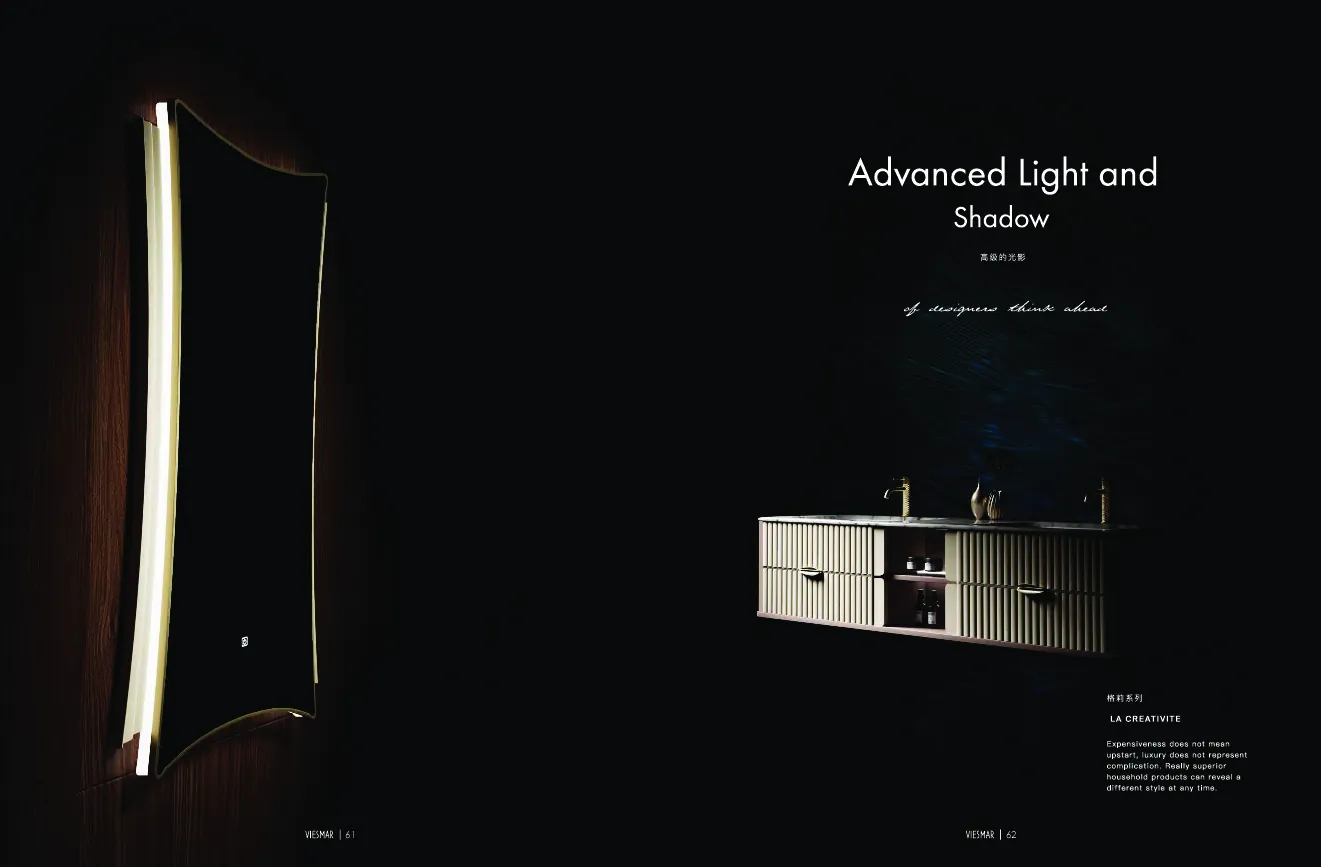 Advanced Light and
Shadow
高级的光影
of designers think ahead
格莉系列
LA CREATIVITE
Expensiveness does not mean
upstart, luxury does not represent
complication. Really superior
household products can reveal a
different style at any time.
VIESMAR | 61
VIESMAR | 62